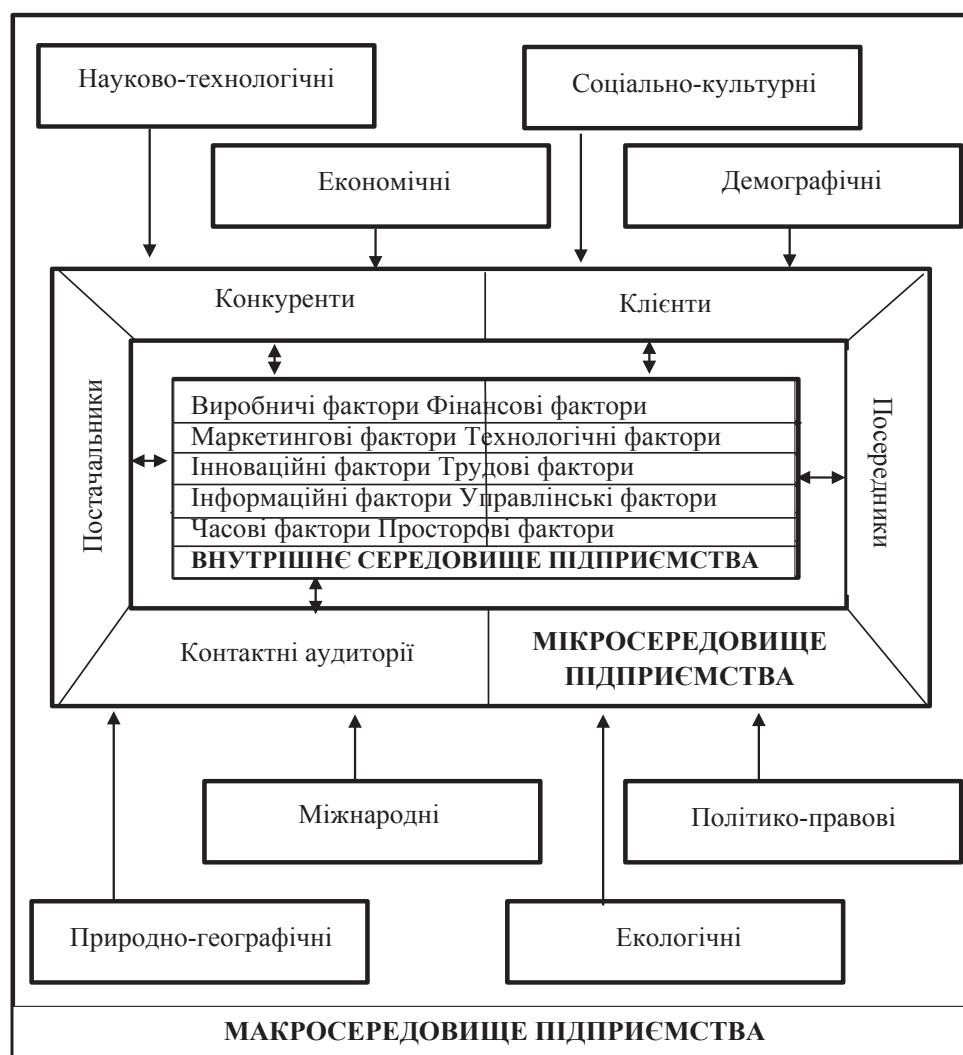 Науково-технологічні
Соціально-культурні
Економічні
Демографічні
Конкуренти
Клієнти
Постачальники
Виробничі фактори Фінансові фактори
Маркетингові фактори Технологічні фактори
Інноваційні фактори Трудові фактори
Інформаційні фактори Управлінські фактори
Часові фактори Просторові фактори
ВНУТРІШНЄ СЕРЕДОВИЩЕ ПІДПРИЄМСТВА
Посередники
Контактні аудиторії
МІКРОСЕРЕДОВИЩЕ
ПІДПРИЄМСТВА
Міжнародні
Політико-правові
Природно-географічні
Екологічні
МАКРОСЕРЕДОВИЩЕ ПІДПРИЄМСТВА